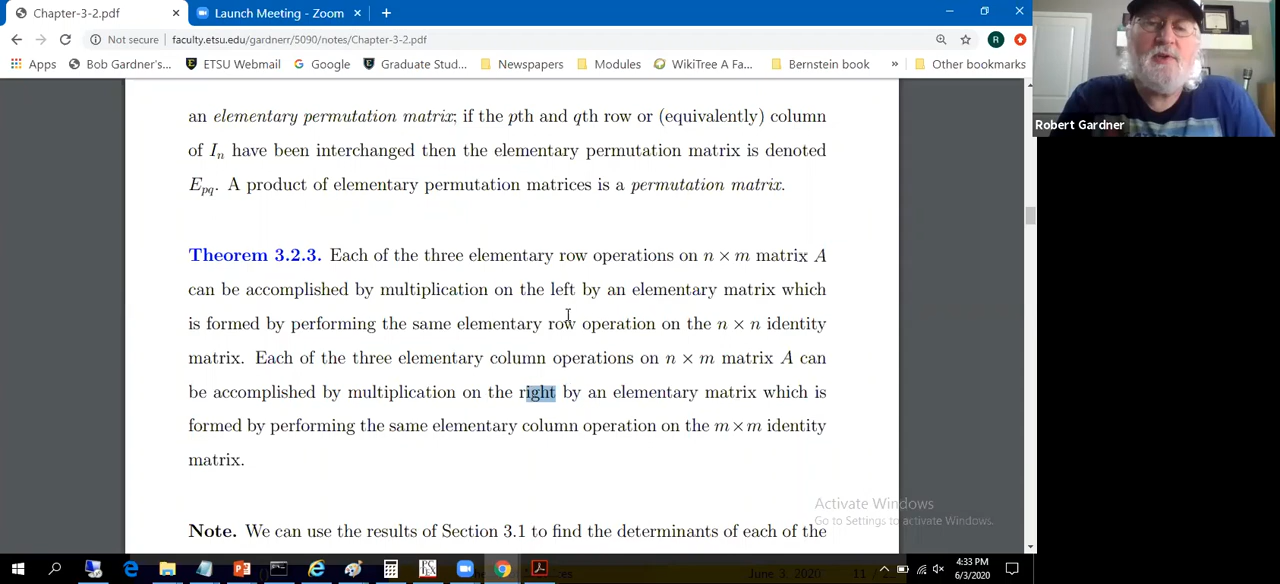 Chapter-3-2.pdf
Launch Meeting - Zoom
Not secure | faculty.etsu.edu/gardnerr/5090/notes/Chapter-3-2.pdf
R
Apps Bob Gardner's... ETSU Webmail Google Graduate Stud... Newspapers Modules WikiTree A Fa... Bernstein book » Other bookmarks
Robert Gardner
an elementary permutation matrix; if the pth and qth row or (equivalently) column
of Iₙ have been interchanged then the elementary permutation matrix is denoted
E_pq. A product of elementary permutation matrices is a permutation matrix.
Theorem 3.2.3. Each of the three elementary row operations on n × m matrix A
can be accomplished by multiplication on the left by an elementary matrix which
is formed by performing the same elementary row operation on the n × n identity
matrix. Each of the three elementary column operations on n × m matrix A can
be accomplished by multiplication on the right by an elementary matrix which is
formed by performing the same elementary column operation on the m × m identity
matrix.
Activate Windows
Go to Settings to activate Windows.
Note. We can use the results of Section 3.1 to find the determinants of each of the
June 3, 2020 11 /
4:33 PM
6/3/2020